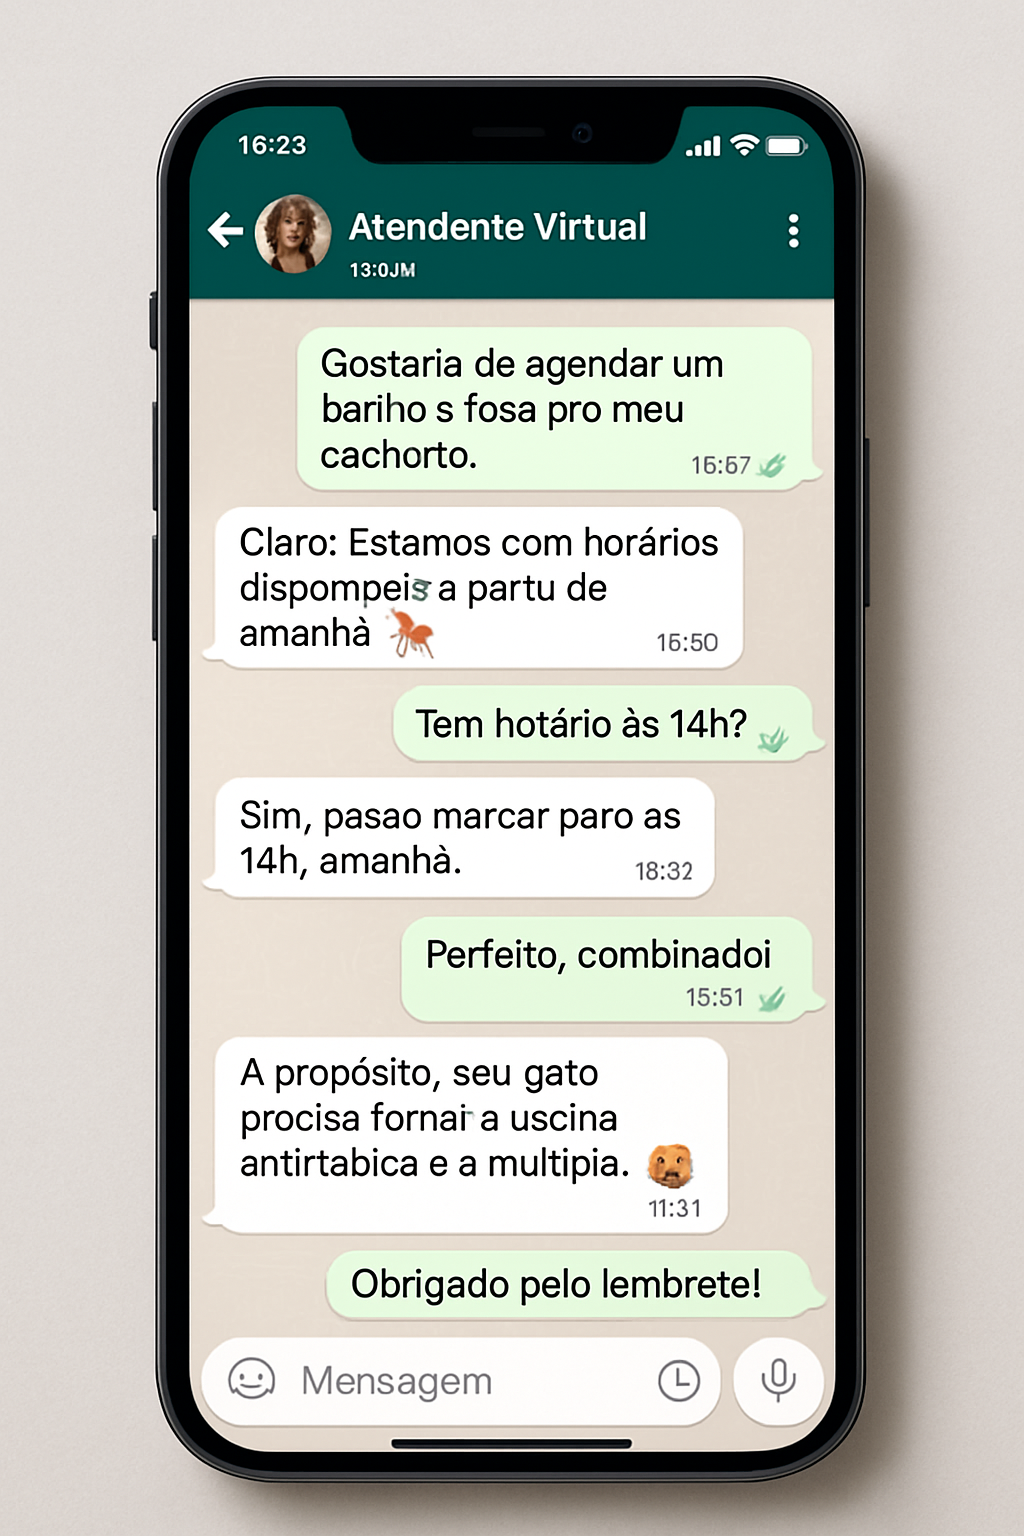 16:23
Atendente Virtual
13:0JM
Gostaria de agendar um
bariho s fosa pro meu
cachorto.
15:57
Claro: Estamos com horários
dispompeis a partu de
amanhà
15:50
Tem hotário às 14h?
Sim, pasao marcar paro as
14h, amanhà.
18:32
Perfeito, combinadoi
15:51
A propósito, seu gato
procisa fornai a uscina
antirtabica e a multipia.
11:31
Obrigado pelo lembrete!
Mensagem